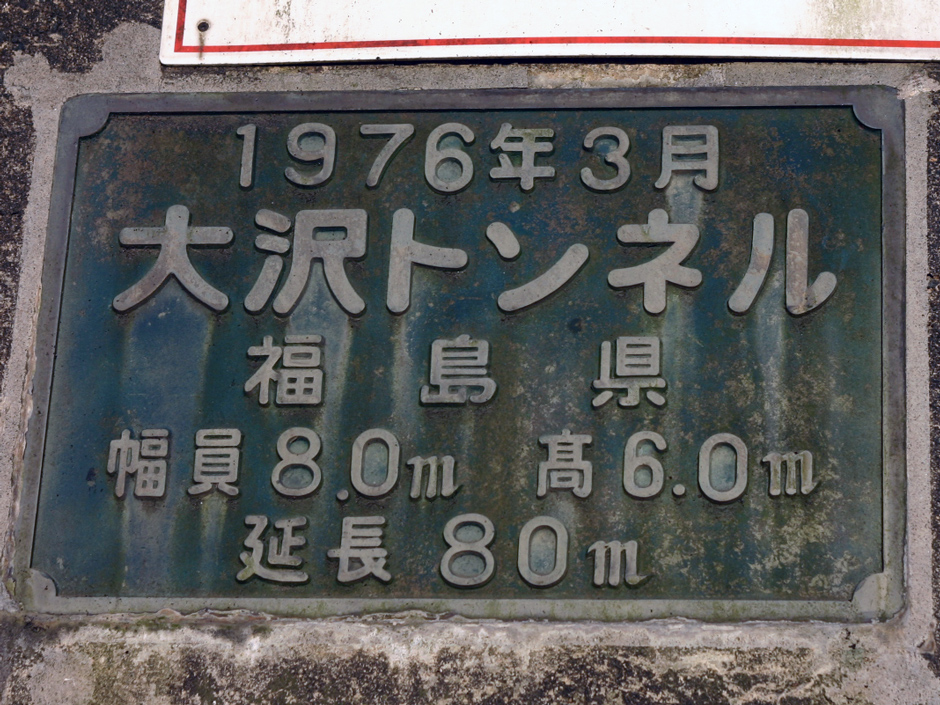 1976年3月
大沢トンネル
福島県
幅員8.0m 髙6.0m
延長80m